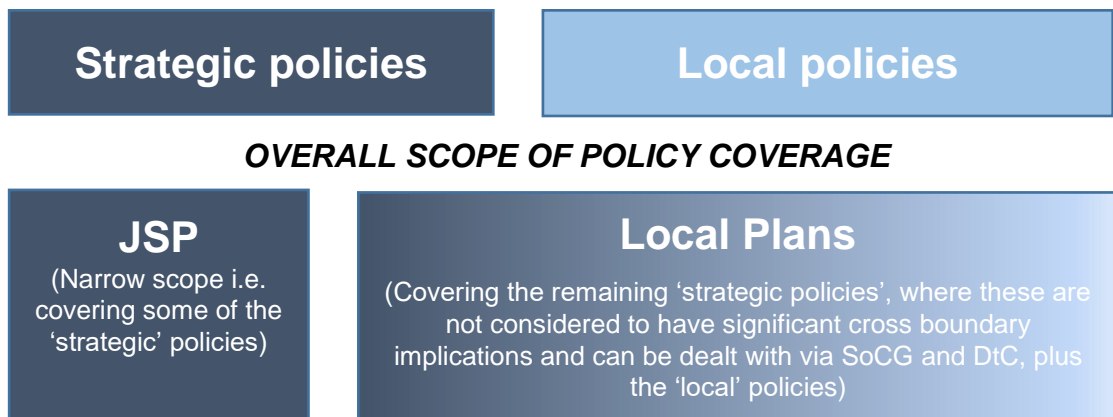 Strategic policies
Local policies
OVERALL SCOPE OF POLICY COVERAGE
JSP
(Narrow scope i.e.
covering some of the
‘strategic’ policies)
Local Plans
(Covering the remaining ‘strategic policies’, where these are
not considered to have significant cross boundary
implications and can be dealt with via SoCG and DtC, plus
the ‘local’ policies)